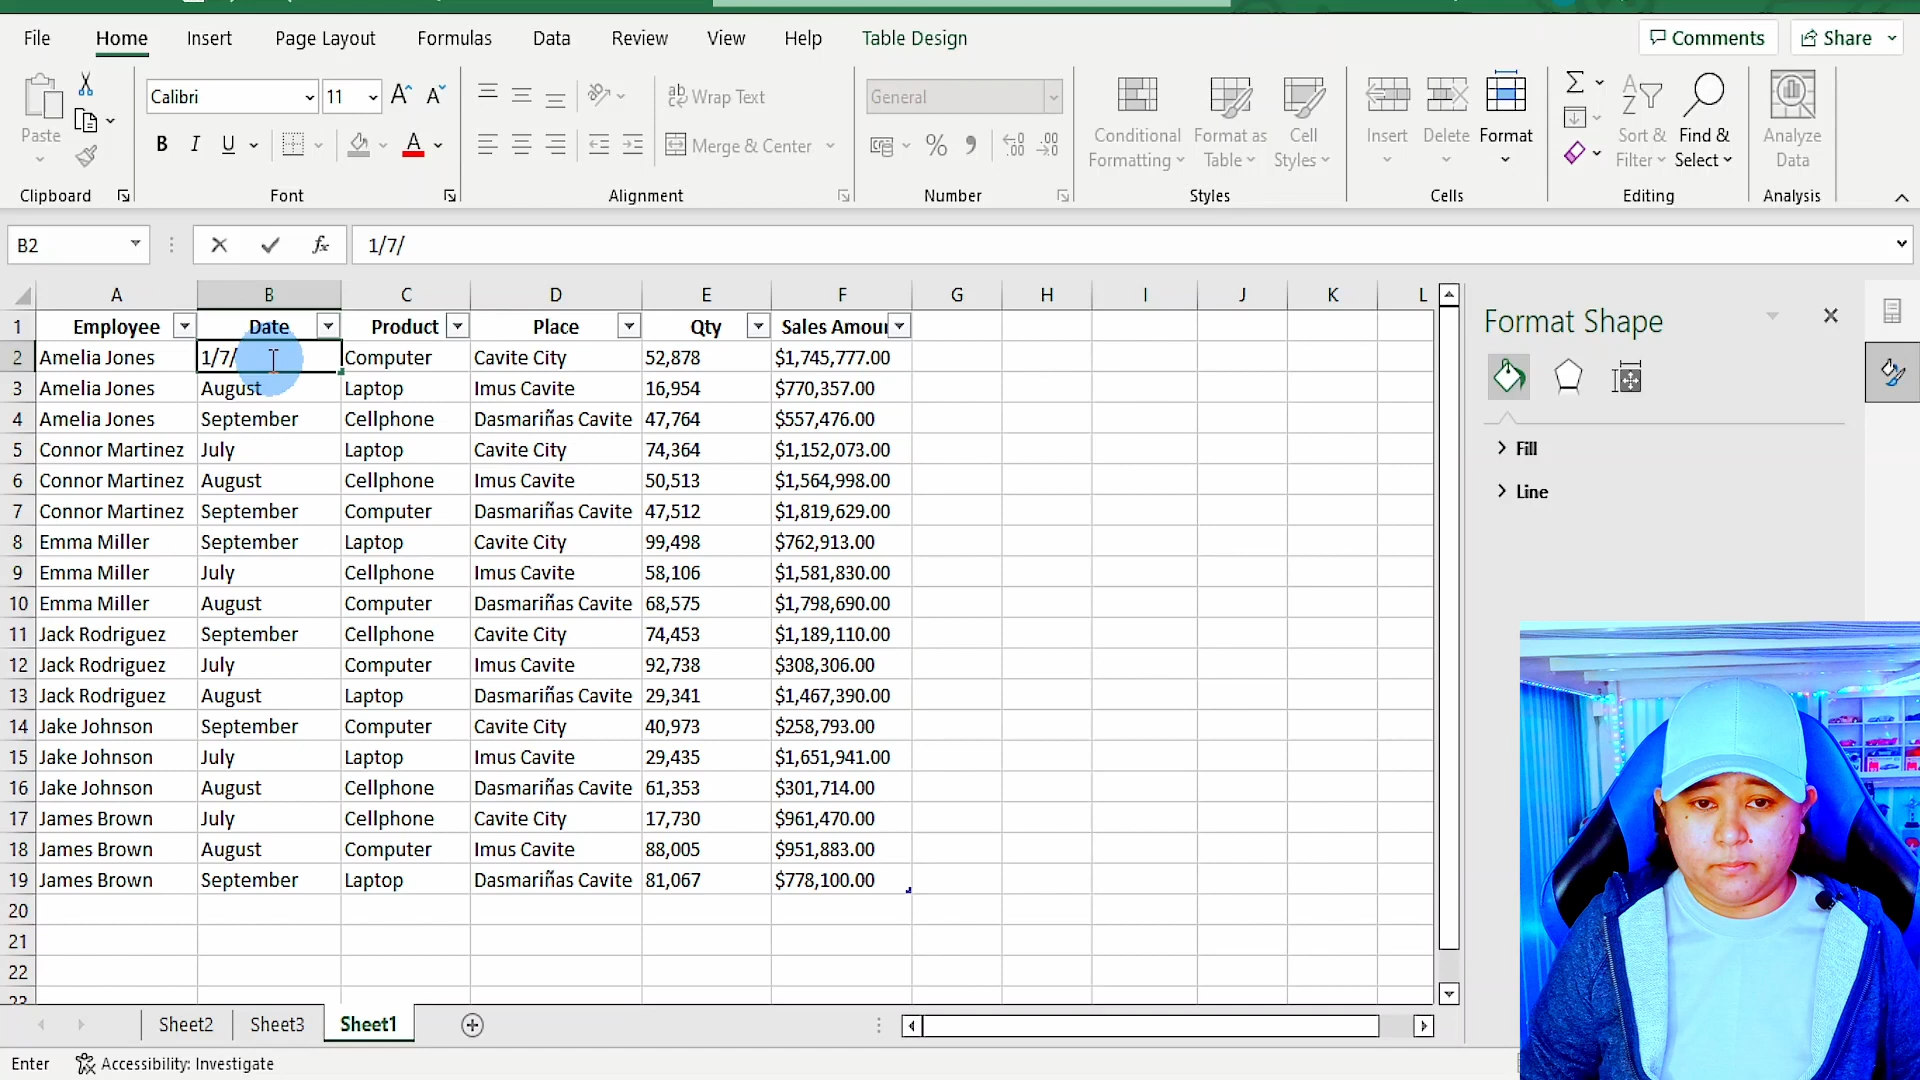 File Home Insert Page Layout Formulas Data Review View Help Table Design Comments Share
Calibri 11 Wrap Text General
Paste B I U Merge & Center % Conditional Formatting Format as Table Cell Styles Insert Delete Format Sort & Filter Find & Select Analyze Data
Clipboard Font Alignment Number Styles Cells Editing Analysis
B2 fx 1/7/
A B C D E F G H I J K L
1 Employee Date Product Place Qty Sales Amou
2 Amelia Jones 1/7/ Computer Cavite City 52,878 $1,745,777.00
3 Amelia Jones August Laptop Imus Cavite 16,954 $770,357.00
4 Amelia Jones September Cellphone Dasmariñas Cavite 47,764 $557,476.00
5 Connor Martinez July Laptop Cavite City 74,364 $1,152,073.00
6 Connor Martinez August Cellphone Imus Cavite 50,513 $1,564,998.00
7 Connor Martinez September Computer Dasmariñas Cavite 47,512 $1,819,629.00
8 Emma Miller September Laptop Cavite City 99,498 $762,913.00
9 Emma Miller July Cellphone Imus Cavite 58,106 $1,581,830.00
10 Emma Miller August Computer Dasmariñas Cavite 68,575 $1,798,690.00
11 Jack Rodriguez September Cellphone Cavite City 74,453 $1,189,110.00
12 Jack Rodriguez July Computer Imus Cavite 92,738 $308,306.00
13 Jack Rodriguez August Laptop Dasmariñas Cavite 29,341 $1,467,390.00
14 Jake Johnson September Computer Cavite City 40,973 $258,793.00
15 Jake Johnson July Laptop Imus Cavite 29,435 $1,651,941.00
16 Jake Johnson August Cellphone Dasmariñas Cavite 61,353 $301,714.00
17 James Brown July Cellphone Cavite City 17,730 $961,470.00
18 James Brown August Computer Imus Cavite 88,005 $951,883.00
19 James Brown September Laptop Dasmariñas Cavite 81,067 $778,100.00
20
21
22
Format Shape
Fill
Line
Sheet2 Sheet3 Sheet1
Enter Accessibility: Investigate